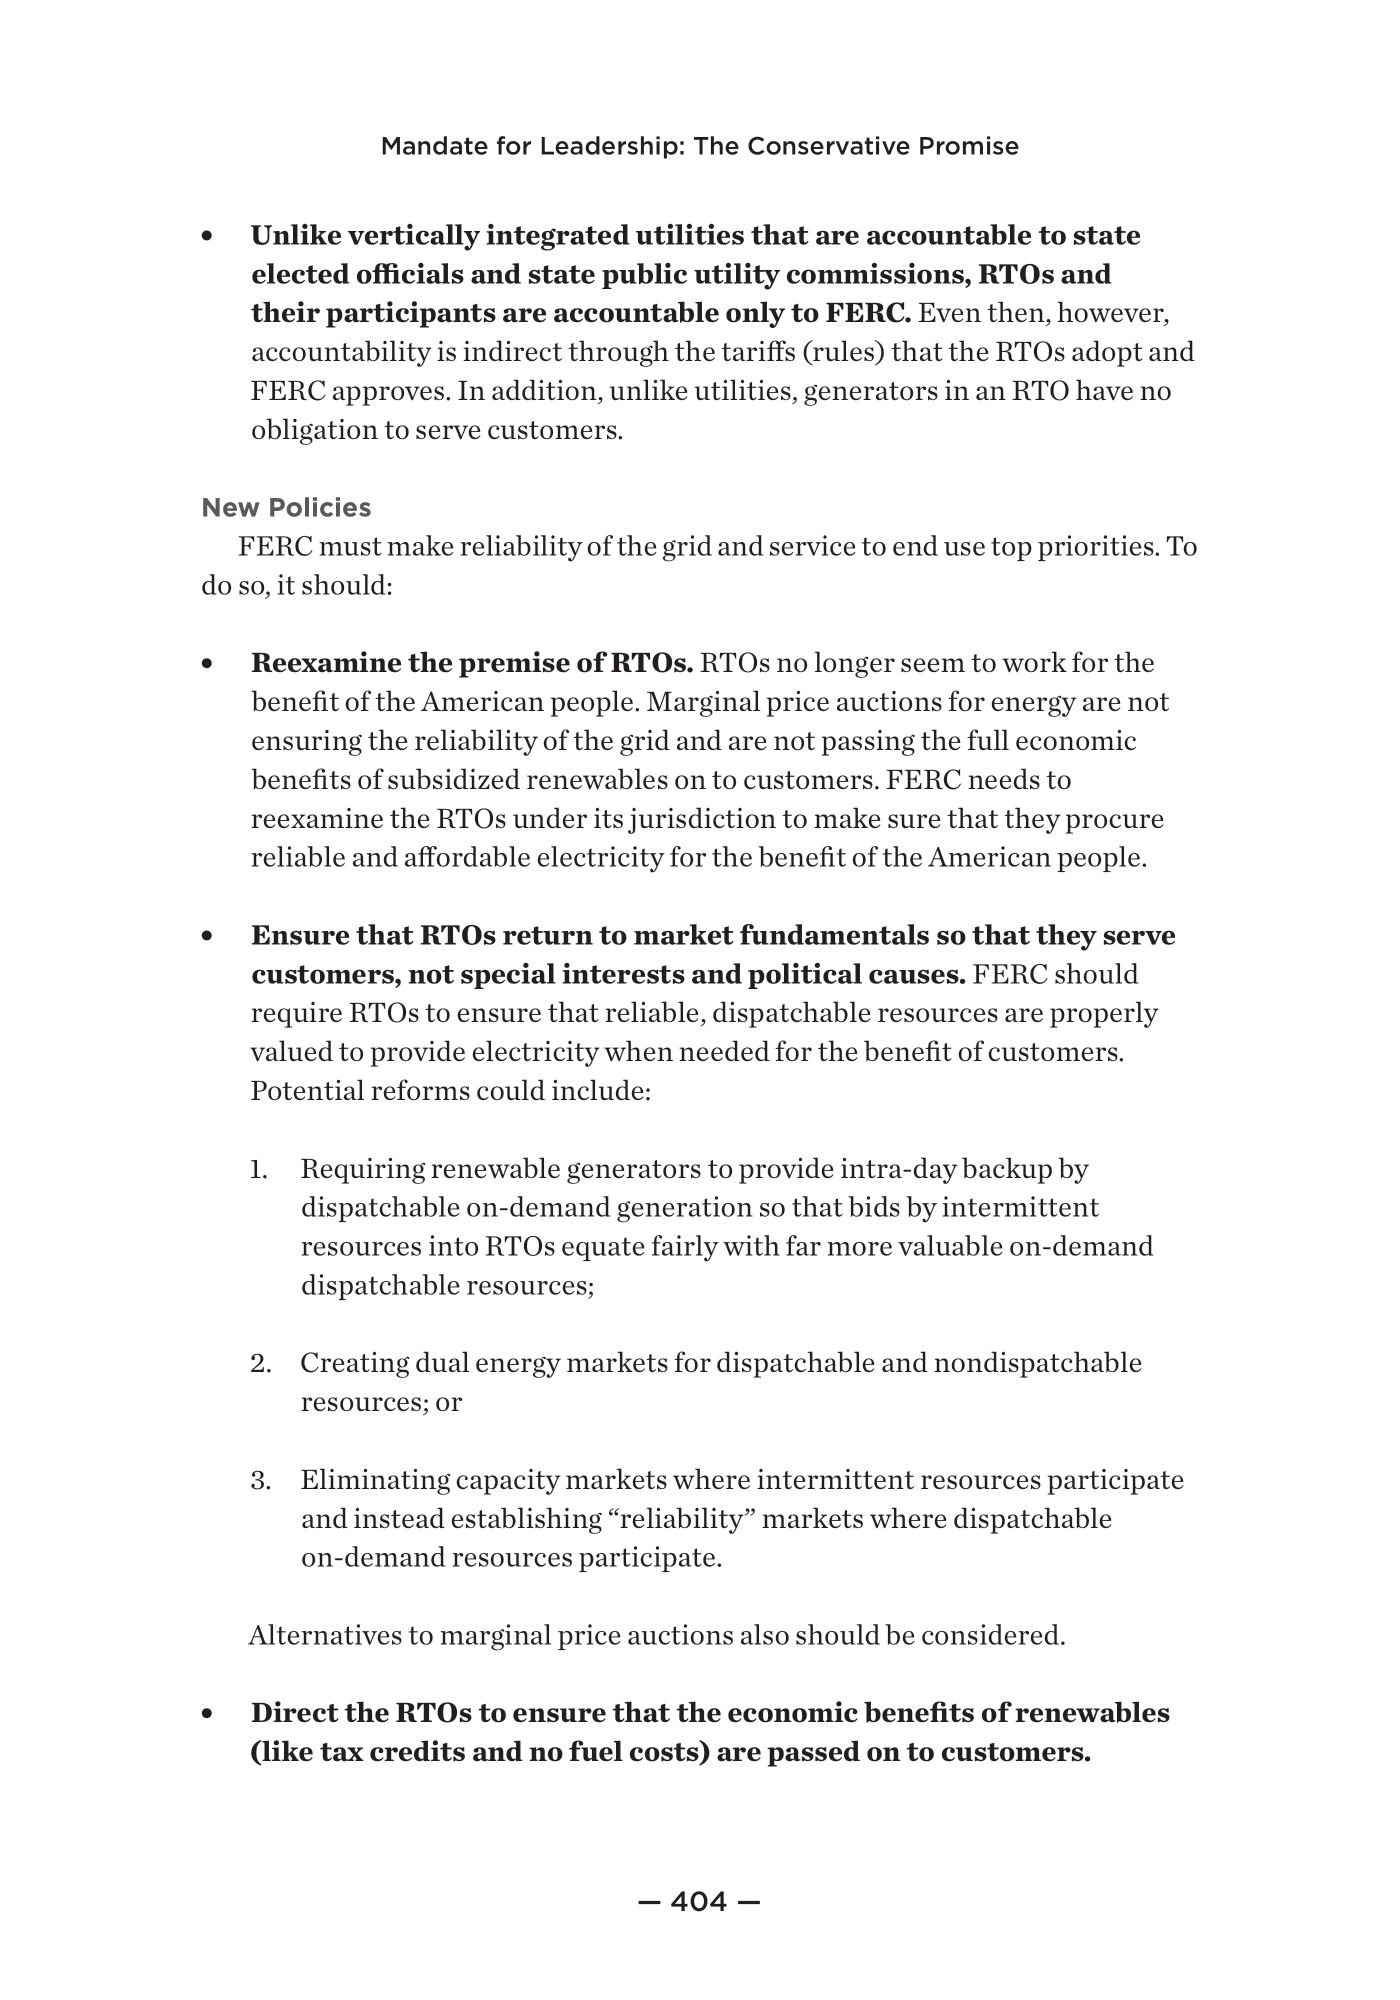 Mandate for Leadership: The Conservative Promise
• Unlike vertically integrated utilities that are accountable to state
elected officials and state public utility commissions, RTOs and
their participants are accountable only to FERC. Even then, however,
accountability is indirect through the tariffs (rules) that the RTOs adopt and
FERC approves. In addition, unlike utilities, generators in an RTO have no
obligation to serve customers.
New Policies
FERC must make reliability of the grid and service to end use top priorities. To
do so, it should:
• Reexamine the premise of RTOs. RTOs no longer seem to work for the
benefit of the American people. Marginal price auctions for energy are not
ensuring the reliability of the grid and are not passing the full economic
benefits of subsidized renewables on to customers. FERC needs to
reexamine the RTOs under its jurisdiction to make sure that they procure
reliable and affordable electricity for the benefit of the American people.
• Ensure that RTOs return to market fundamentals so that they serve
customers, not special interests and political causes. FERC should
require RTOs to ensure that reliable, dispatchable resources are properly
valued to provide electricity when needed for the benefit of customers.
Potential reforms could include:
1. Requiring renewable generators to provide intra-day backup by
dispatchable on-demand generation so that bids by intermittent
resources into RTOs equate fairly with far more valuable on-demand
dispatchable resources;
2. Creating dual energy markets for dispatchable and nondispatchable
resources; or
3. Eliminating capacity markets where intermittent resources participate
and instead establishing “reliability” markets where dispatchable
on-demand resources participate.
Alternatives to marginal price auctions also should be considered.
• Direct the RTOs to ensure that the economic benefits of renewables
(like tax credits and no fuel costs) are passed on to customers.
— 404 —